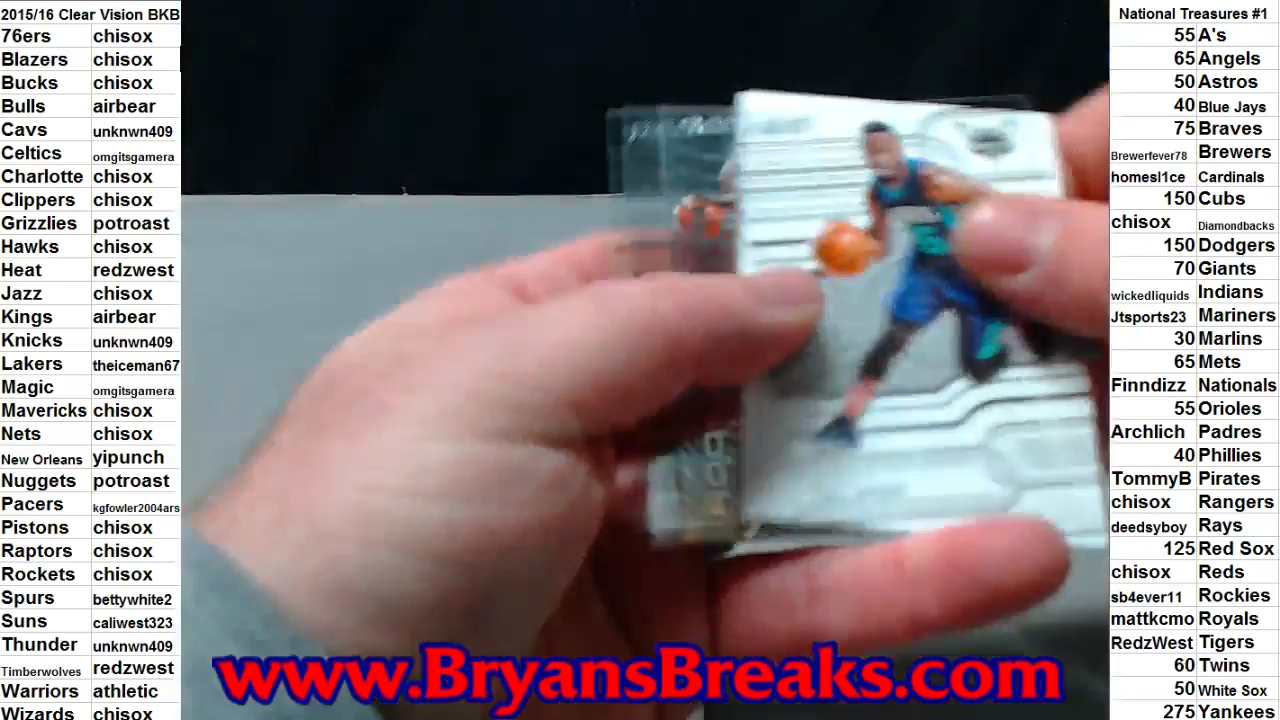 2015/16 Clear Vision BKB
76ers chisox
Blazers chisox
Bucks chisox
Bulls airbear
Cavs unknwn409
Celtics omgitsgamera
Charlotte chisox
Clippers chisox
Grizzlies potroast
Hawks chisox
Heat redzwest
Jazz chisox
Kings airbear
Knicks unknwn409
Lakers theiceman67
Magic omgitsgamera
Mavericks chisox
Nets chisox
New Orleans yipunch
Nuggets potroast
Pacers kgfowler2004ars
Pistons chisox
Raptors chisox
Rockets chisox
Spurs bettywhite2
Suns caliwest323
Thunder unknwn409
Timberwolves redzwest
Warriors athletic
Wizards chisox
www.BryansBreaks.com
National Treasures #1
55 A's
65 Angels
50 Astros
40 Blue Jays
75 Braves
Brewerfever78 Brewers
homesl1ce Cardinals
150 Cubs
chisox Diamondbacks
150 Dodgers
70 Giants
wickedliquids Indians
Jtsports23 Mariners
30 Marlins
65 Mets
Finndizz Nationals
55 Orioles
Archlich Padres
40 Phillies
TommyB Pirates
chisox Rangers
deedsyboy Rays
125 Red Sox
chisox Reds
sb4ever11 Rockies
mattkcmo Royals
RedzWest Tigers
60 Twins
50 White Sox
275 Yankees